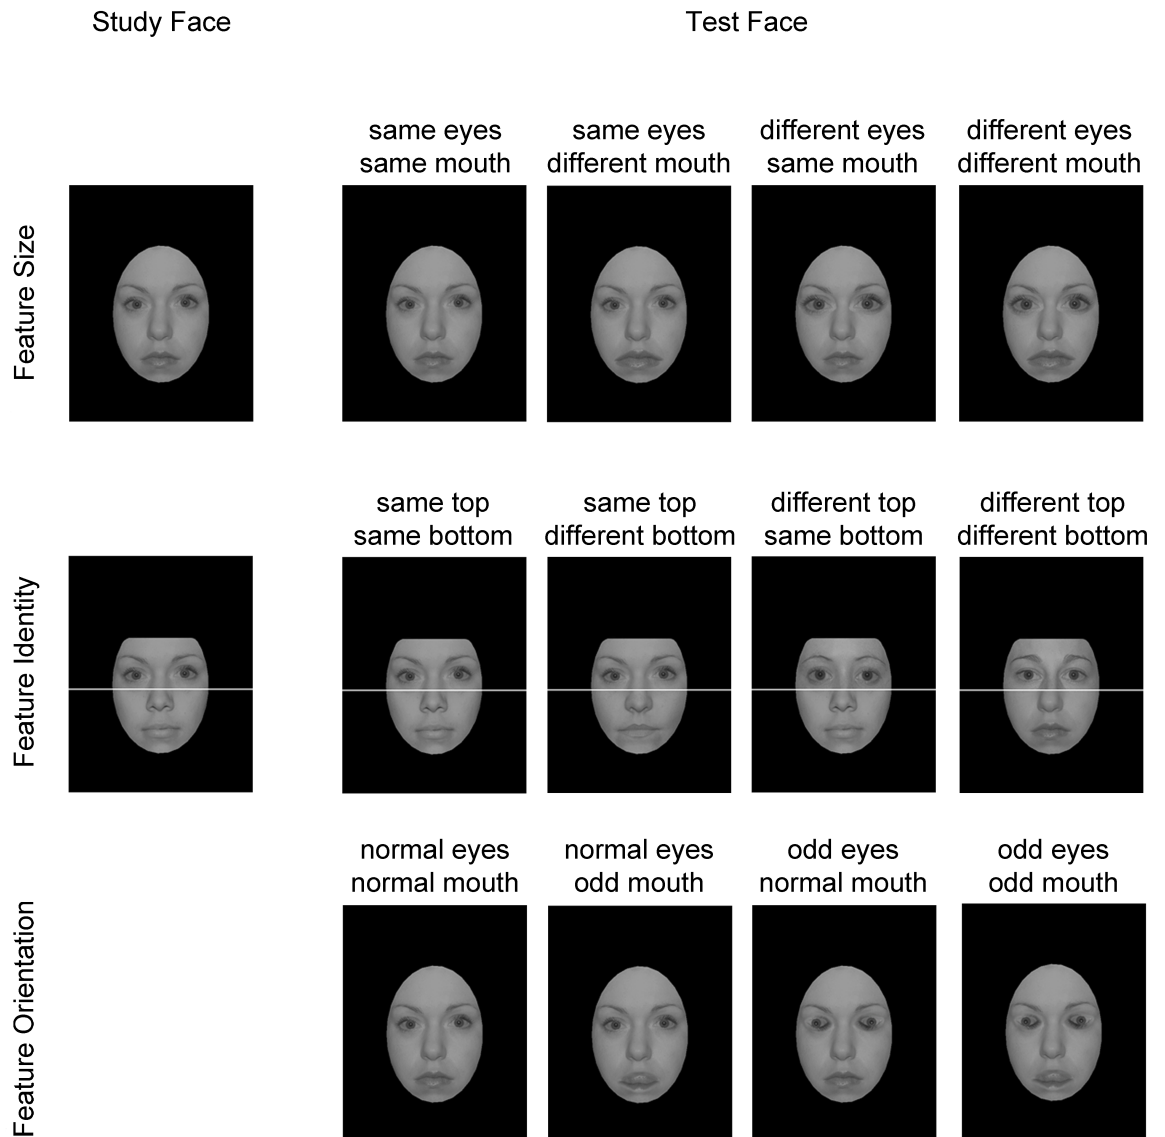 Study Face
Test Face
Feature Size
same eyes
same mouth
same eyes
different mouth
different eyes
same mouth
different eyes
different mouth
Feature Identity
same top
same bottom
same top
different bottom
different top
same bottom
different top
different bottom
Feature Orientation
normal eyes
normal mouth
normal eyes
odd mouth
odd eyes
normal mouth
odd eyes
odd mouth